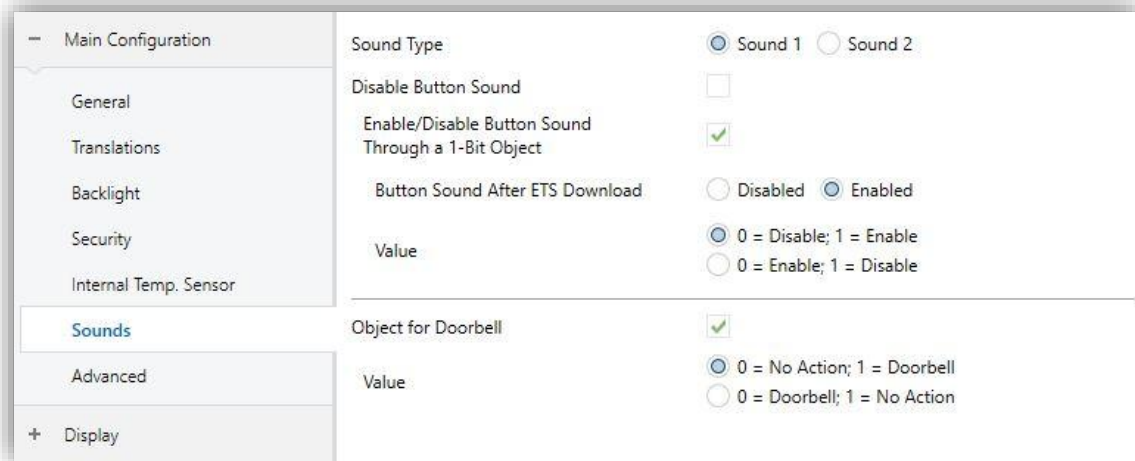 Main Configuration
General
Translations
Backlight
Security
Internal Temp. Sensor
Sounds
Advanced
Display
Sound Type
Sound 1
Sound 2
Disable Button Sound
Enable/Disable Button Sound
Through a 1-Bit Object
Button Sound After ETS Download
Disabled
Enabled
Value
0 = Disable; 1 = Enable
0 = Enable; 1 = Disable
Object for Doorbell
Value
0 = No Action; 1 = Doorbell
0 = Doorbell; 1 = No Action